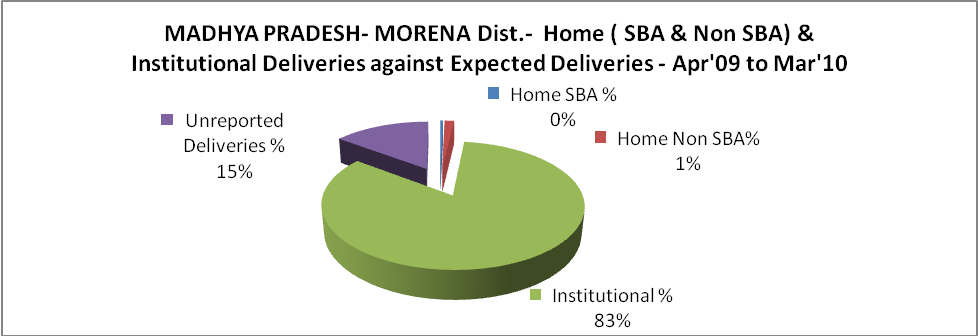 MADHYA PRADESH- MORENA Dist.- Home ( SBA & Non SBA) &
Institutional Deliveries against Expected Deliveries - Apr'09 to Mar'10
Home SBA %
0%
Unreported
Deliveries %
15%
Home Non SBA%
1%
Institutional %
83%